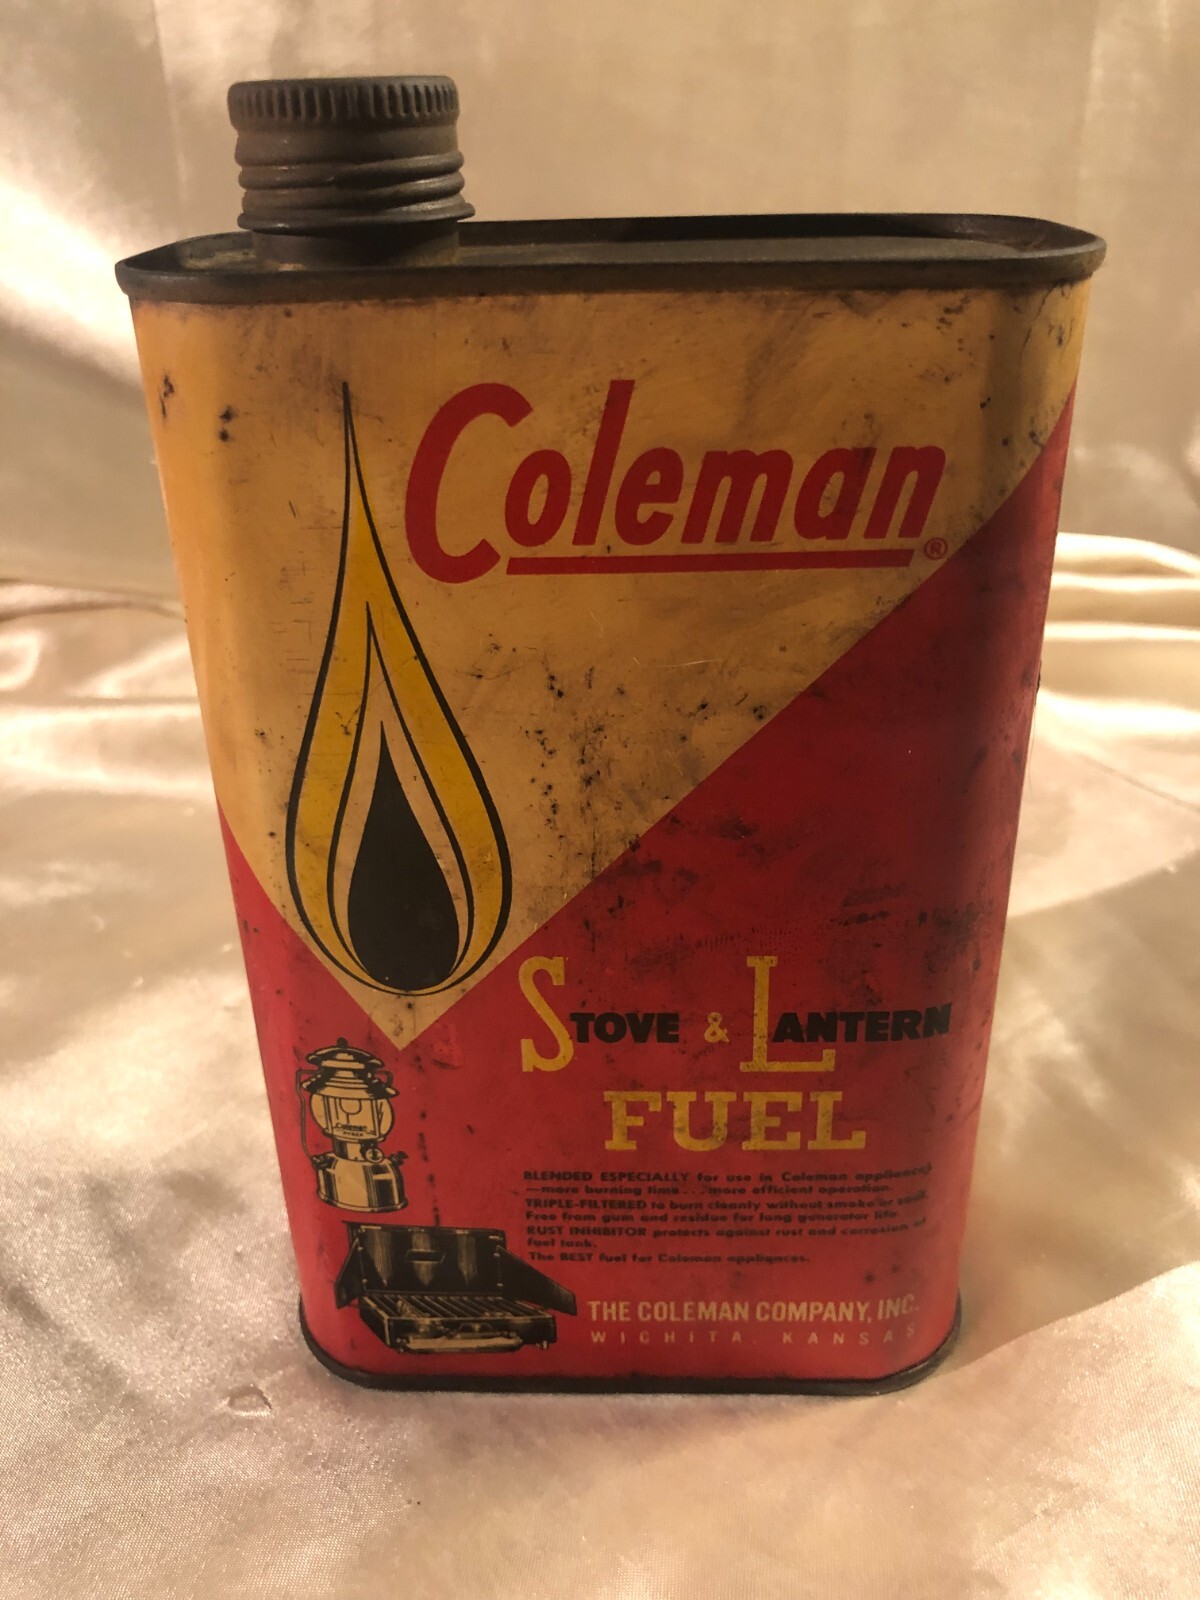 Coleman®
STOVE & LANTERN
FUEL
Coleman
BLENDED ESPECIALLY for use in Coleman appliances
—more burning time...more efficient operation.
TRIPLE-FILTERED to burn cleanly without smoke or soot.
Free from gum and residue for long generator life.
RUST INHIBITOR protects against rust and corrosion of
fuel tank.
The BEST fuel for Coleman appliances.
THE COLEMAN COMPANY, INC.
WICHITA, KANSAS